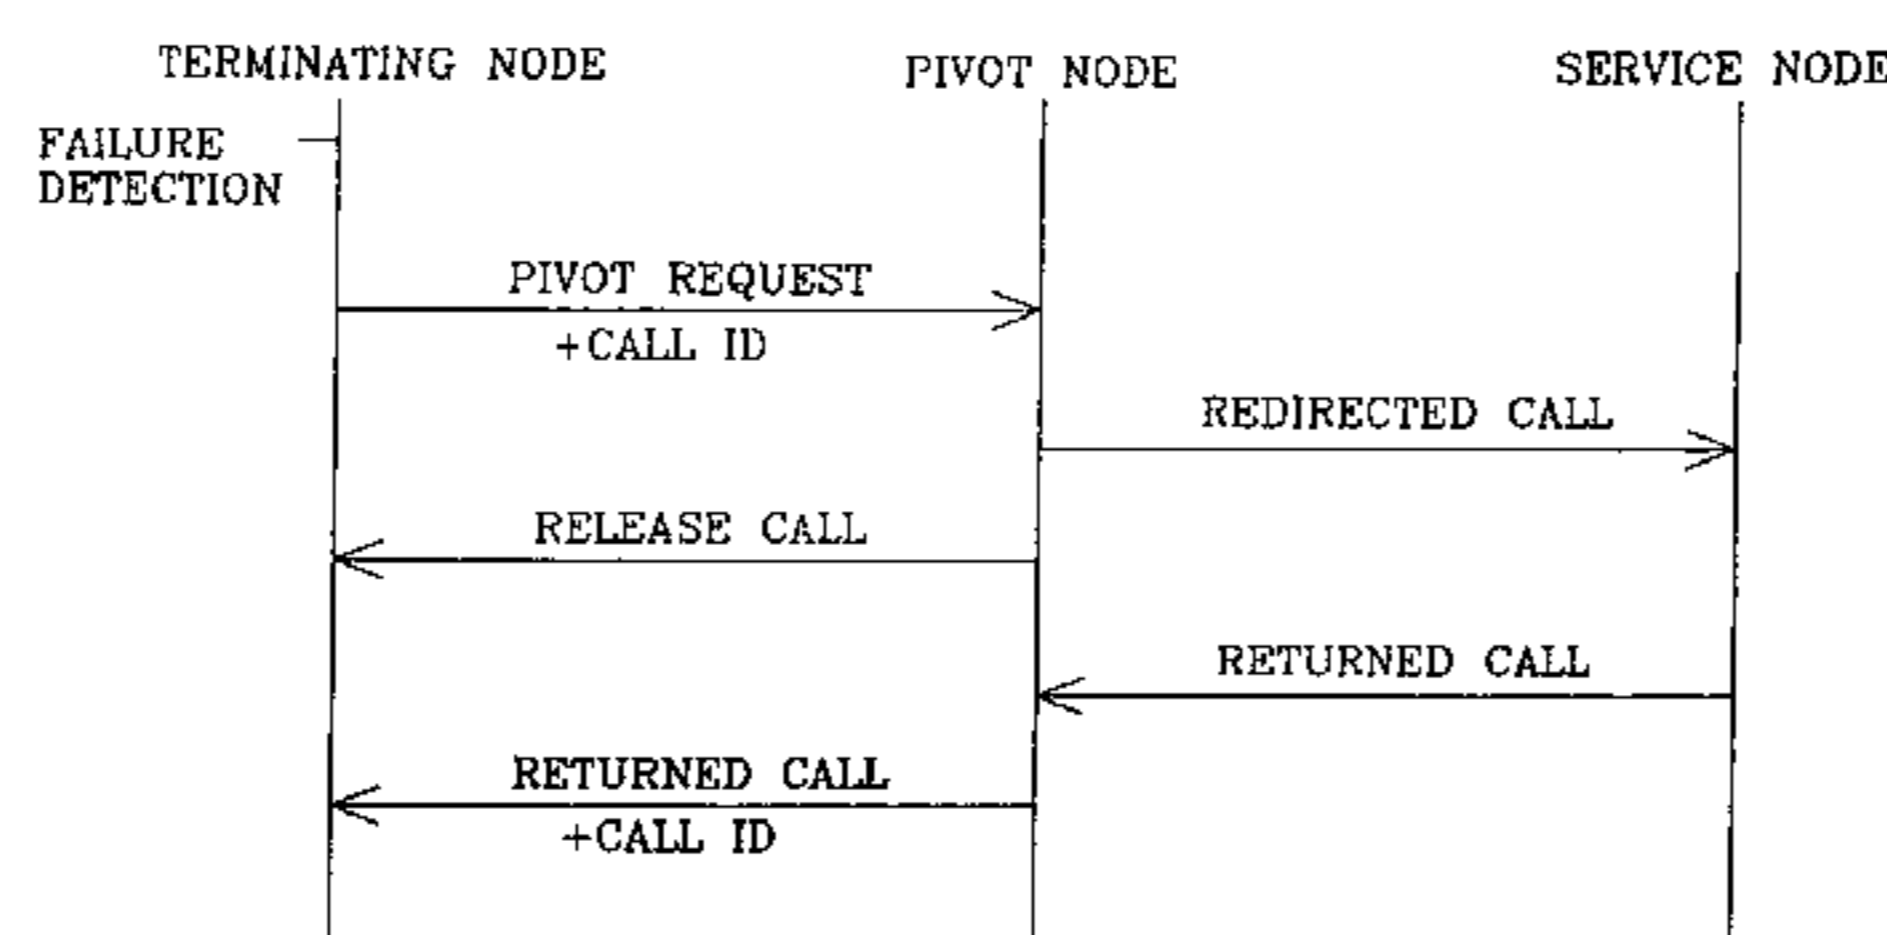 TERMINATING NODE
PIVOT NODE
SERVICE NODE
FAILURE
DETECTION
PIVOT REQUEST
+CALL ID
REDIRECTED CALL
RELEASE CALL
RETURNED CALL
RETURNED CALL
+CALL ID